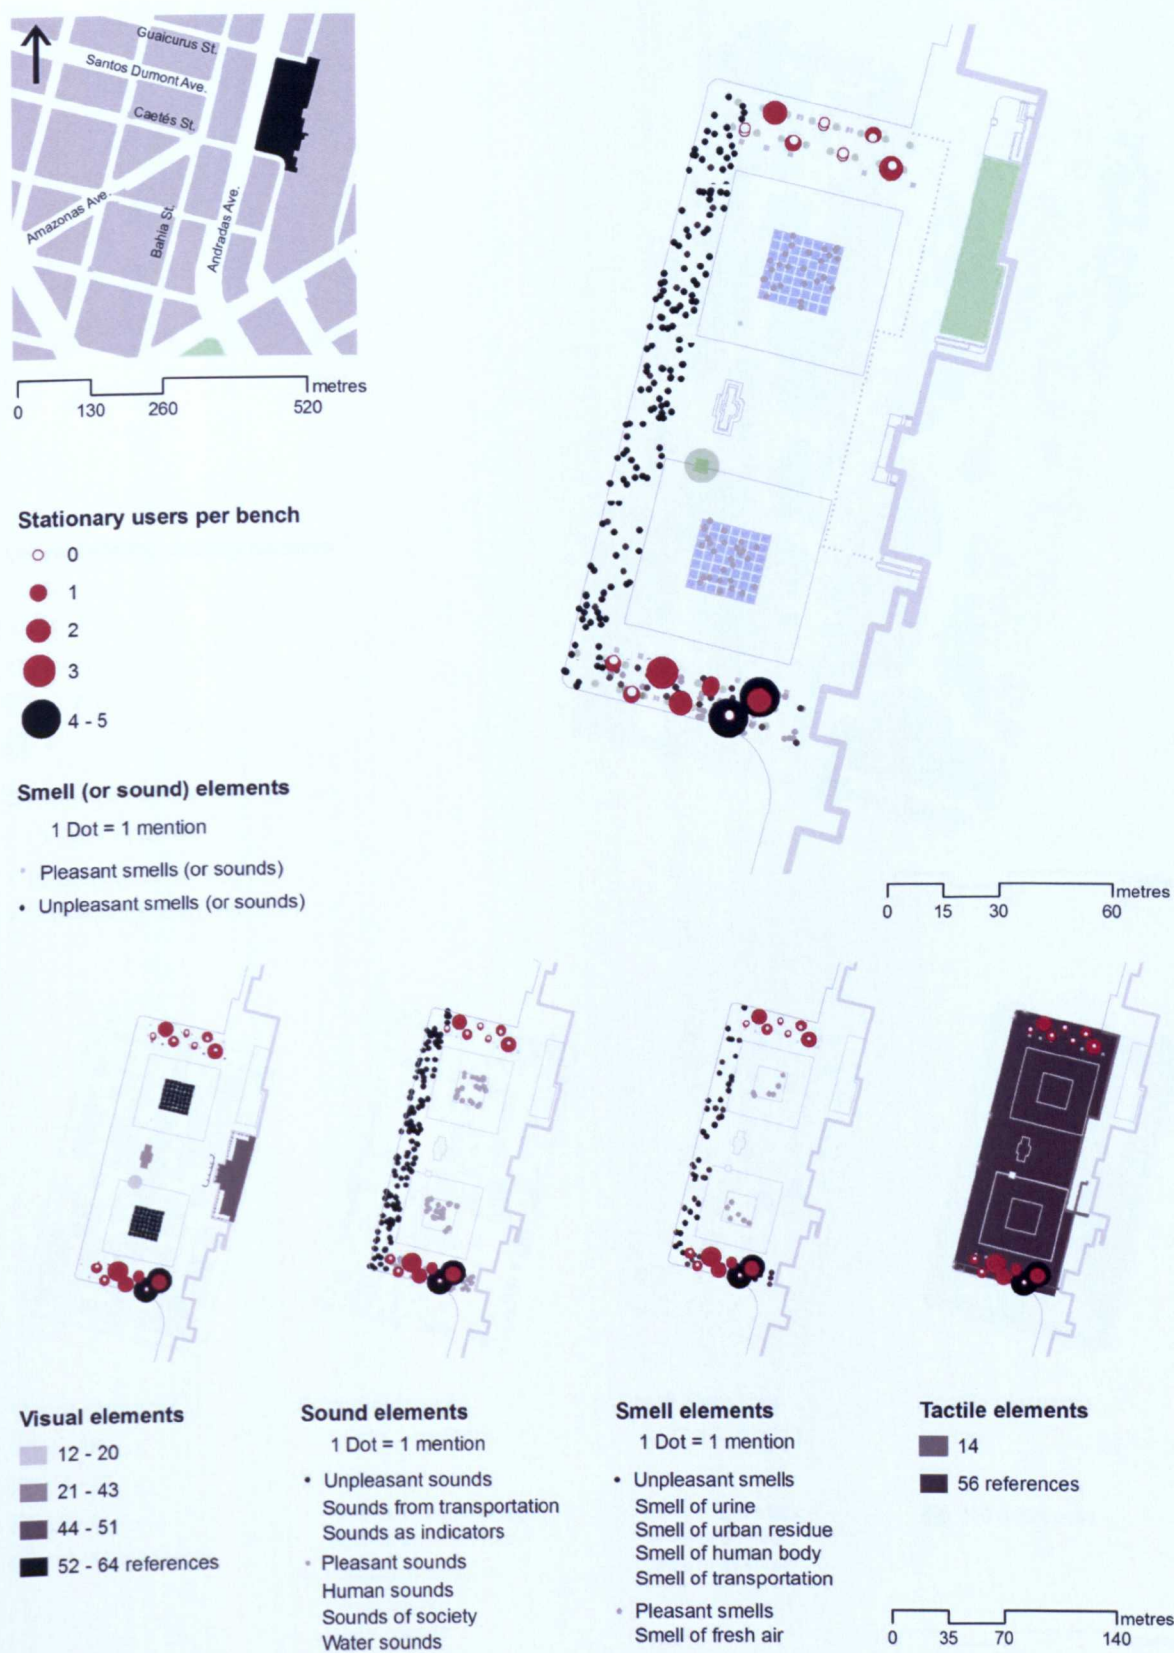 Guaicurus St.
Santos Dumont Ave.
Caetés St.
Amazonas Ave.
Bahia St.
Andradas Ave.
metres
0 130 260 520
Stationary users per bench
0
1
2
3
4 - 5
Smell (or sound) elements
1 Dot = 1 mention
Pleasant smells (or sounds)
Unpleasant smells (or sounds)
metres
0 15 30 60
Visual elements
12 - 20
21 - 43
44 - 51
52 - 64 references
Sound elements
1 Dot = 1 mention
Unpleasant sounds
Sounds from transportation
Sounds as indicators
Pleasant sounds
Human sounds
Sounds of society
Water sounds
Smell elements
1 Dot = 1 mention
Unpleasant smells
Smell of urine
Smell of urban residue
Smell of human body
Smell of transportation
Pleasant smells
Smell of fresh air
Tactile elements
14
56 references
metres
0 35 70 140